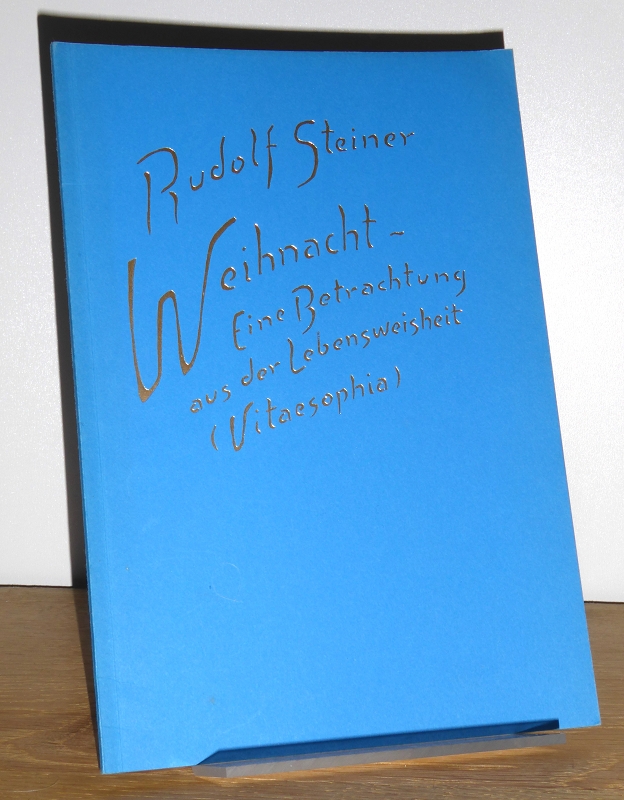 Rudolf Steiner
Weihnacht –
Eine Betrachtung
aus der Lebensweisheit
(Vitaesophia)